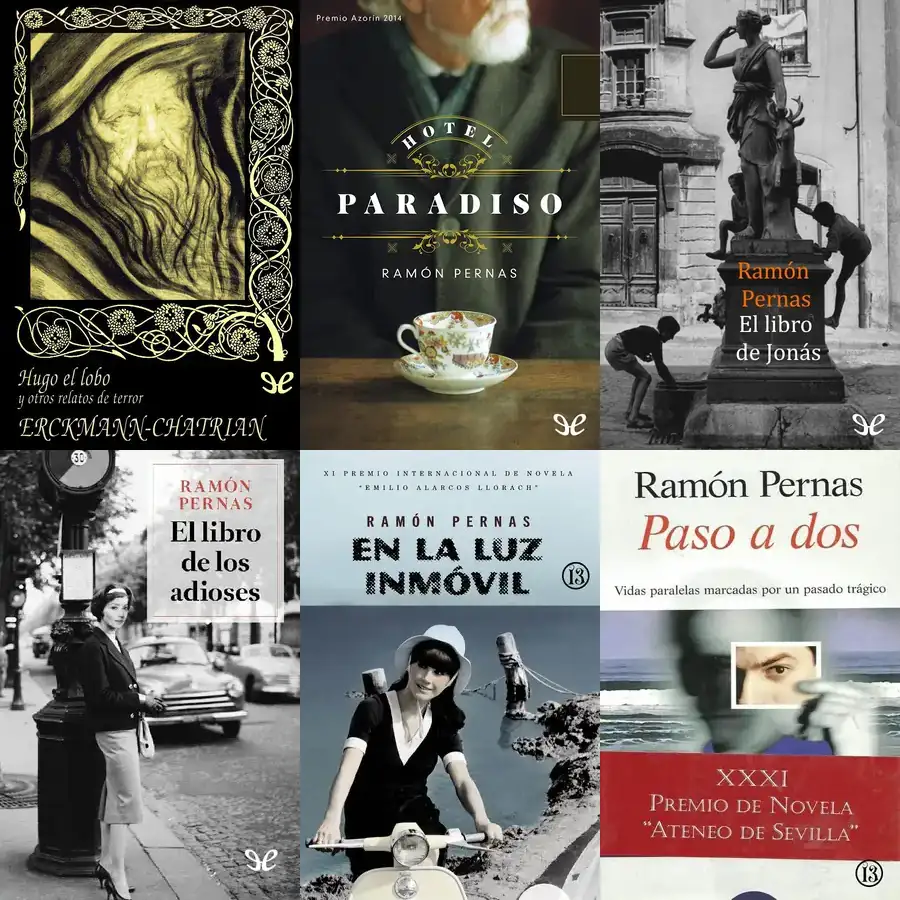 Hugo el lobo
y otros relatos de terror
ERCKMANN-CHATRIAN
Premio Azorín 2014
HOTEL
PARADISO
RAMÓN PERNAS
Ramón
Pernas
El libro
de Jonás
30
RAMÓN
PERNAS
El libro
de los
adioses
XI PREMIO INTERNACIONAL DE NOVELA
"EMILIO ALARCOS LLORACH"
RAMÓN PERNAS
EN LA LUZ
INMÓVIL
13
Ramón Pernas
Paso a dos
Vidas paralelas marcadas por un pasado trágico
XXXI
PREMIO DE NOVELA
"ATENEO DE SEVILLA"
13